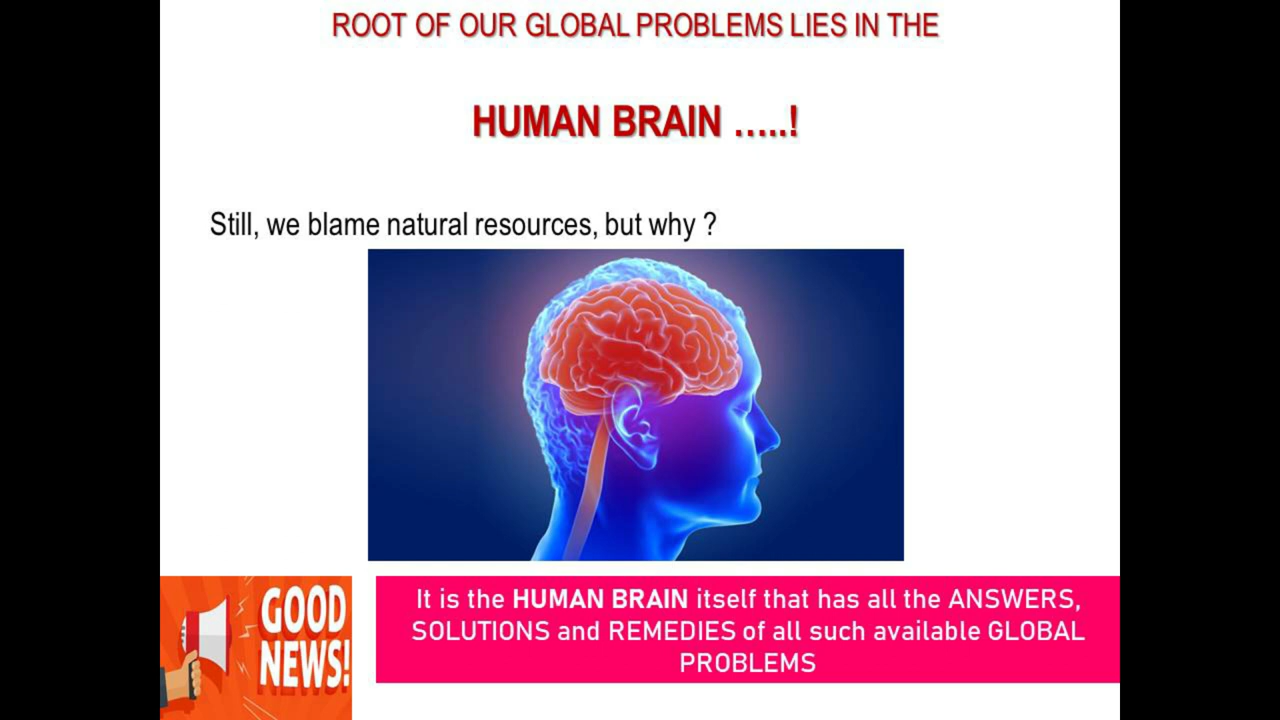 ROOT OF OUR GLOBAL PROBLEMS LIES IN THE
HUMAN BRAIN …..!
Still, we blame natural resources, but why ?
GOOD
NEWS!
It is the HUMAN BRAIN itself that has all the ANSWERS,
SOLUTIONS and REMEDIES of all such available GLOBAL
PROBLEMS